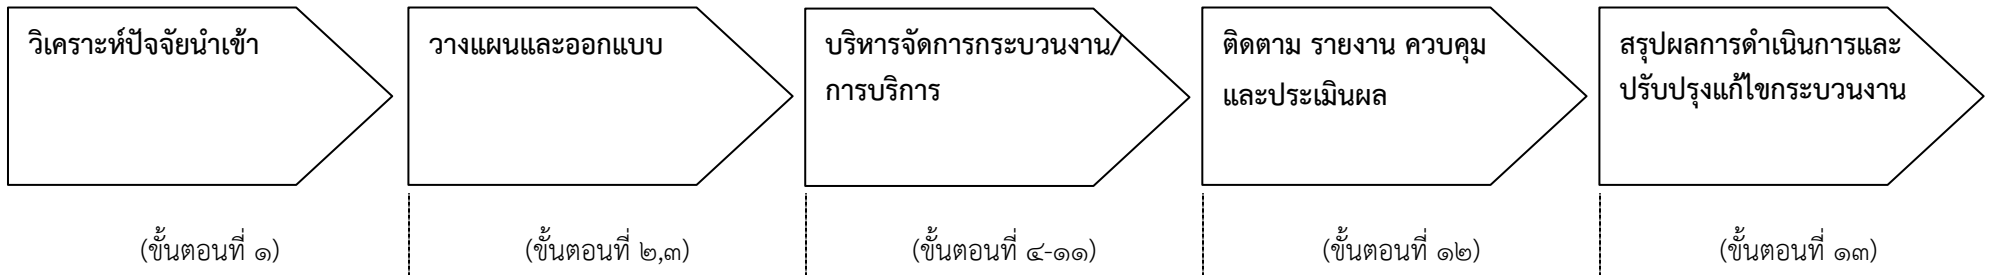 วิเคราะห์ปัจจัยนำเข้า
วางแผนและออกแบบ
บริหารจัดการกระบวนงาน/
การบริการ
ติดตาม รายงาน ควบคุม
และประเมินผล
สรุปผลการดำเนินการและ
ปรับปรุงแก้ไขกระบวนงาน
(ขั้นตอนที่ ๑)
(ขั้นตอนที่ ๒,๓)
(ขั้นตอนที่ ๔-๑๑)
(ขั้นตอนที่ ๑๒)
(ขั้นตอนที่ ๑๓)